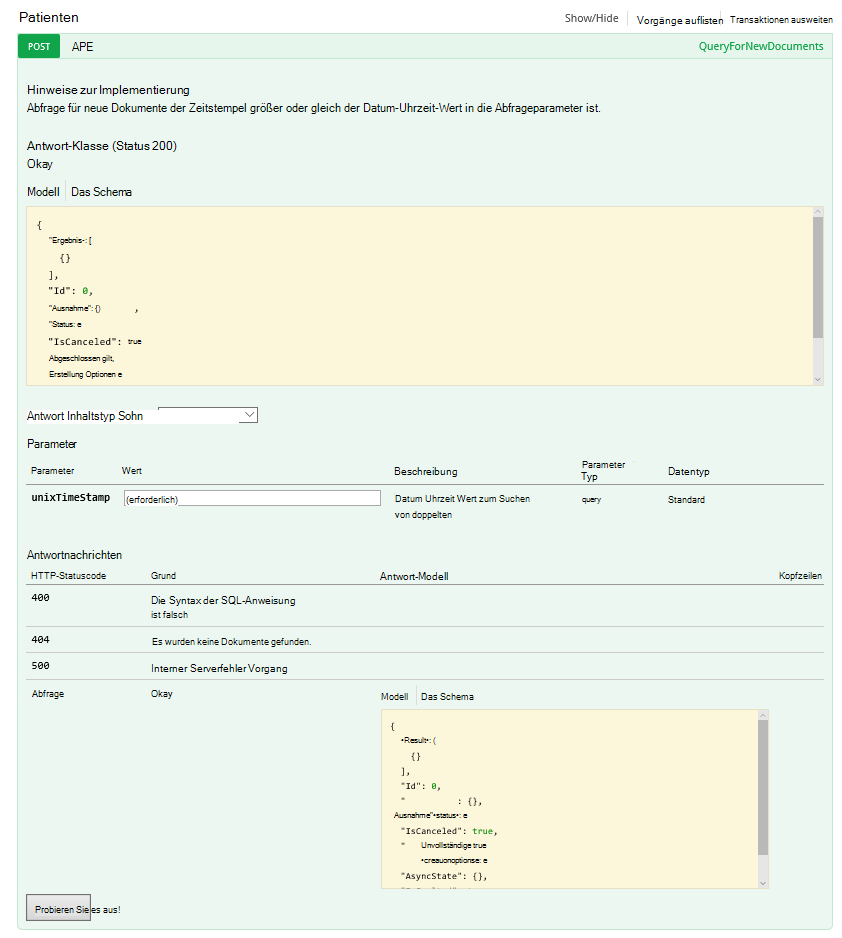 Patienten
Show/Hide Vorgänge auflisten Transaktionen ausweiten
POST APE QueryForNewDocuments
Hinweise zur Implementierung
Abfrage für neue Dokumente der Zeitstempel größer oder gleich der Datum-Uhrzeit-Wert in die Abfrageparameter ist.
Antwort-Klasse (Status 200)
Okay
Modell Das Schema
{
"Ergebnis•: [
{}
],
"Id": 0,
"Ausnahme": {} ,
"Status: e
"IsCanceled": true
Abgeschlossen gilt,
Erstellung Optionen e
Antwort Inhaltstyp Sohn
Parameter
Parameter Wert Beschreibung Parameter Typ Datentyp
unixTimeStamp (erforderlich) Datum Uhrzeit Wert zum Suchen query Standard
von doppelten
Antwortnachrichten
HTTP-Statuscode Grund Antwort-Modell Kopfzeilen
400 Die Syntax der SQL-Anweisung
ist falsch
404 Es wurden keine Dokumente gefunden.
500 Interner Serverfehler Vorgang
Abfrage Okay Modell Das Schema
{
•Result•: (
{}
],
"Id": 0,
" : {},
Ausnahme"•status•: e
"IsCanceled": true,
" Unvollständige true
•creauonoptionse: e
"AsyncState": {},
Probieren Sie es aus!